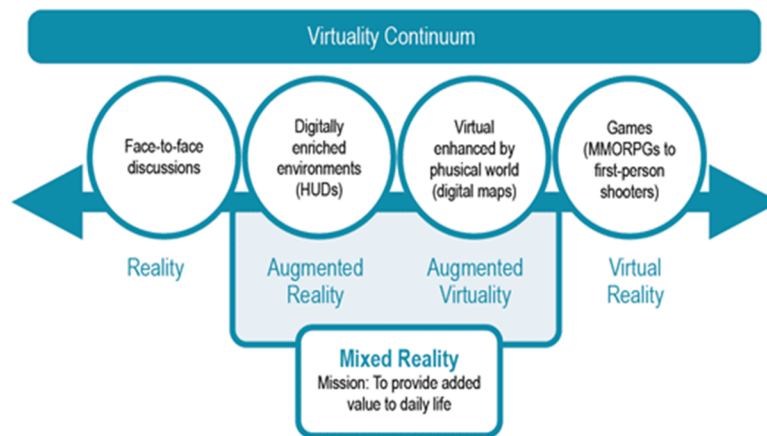 Virtuality Continuum
Face-to-face
discussions
Digitally
enriched
environments
(HUDs)
Virtual
enhanced by
phusical world
(digital maps)
Games
(MMORPGs to
first-person
shooters)
Reality
Augmented
Reality
Augmented
Virtuality
Virtual
Reality
Mixed Reality
Mission: To provide added
value to daily life